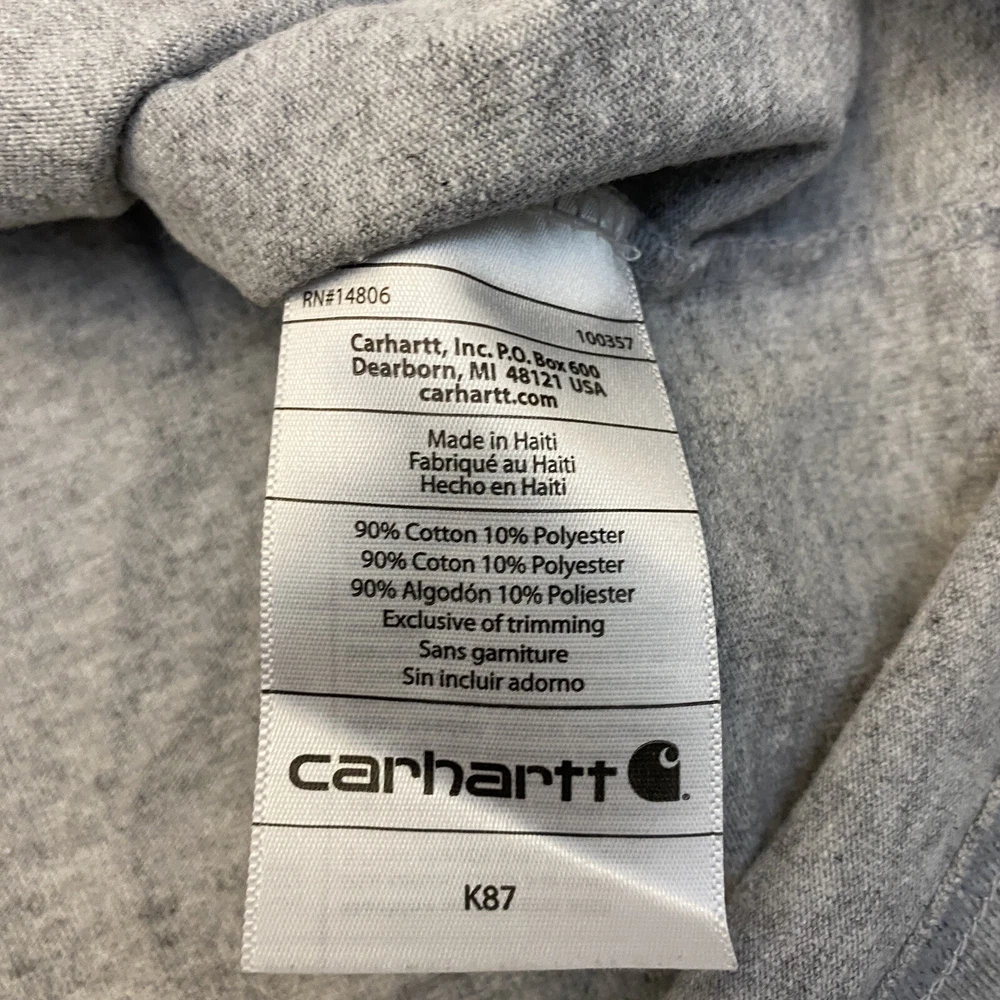 RN#14806
100357
Carhartt, Inc. P.O. Box 600
Dearborn, MI 48121 USA
carhartt.com
Made in Haiti
Fabriqué au Haiti
Hecho en Haiti
90% Cotton 10% Polyester
90% Coton 10% Polyester
90% Algodón 10% Poliester
Exclusive of trimming
Sans garniture
Sin incluir adorno
carhartt
K87